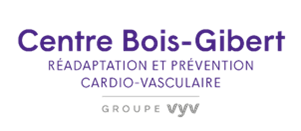 Centre Bois-Gibert
RÉADAPTATION ET PRÉVENTION
CARDIO-VASCULAIRE
GROUPE vyv